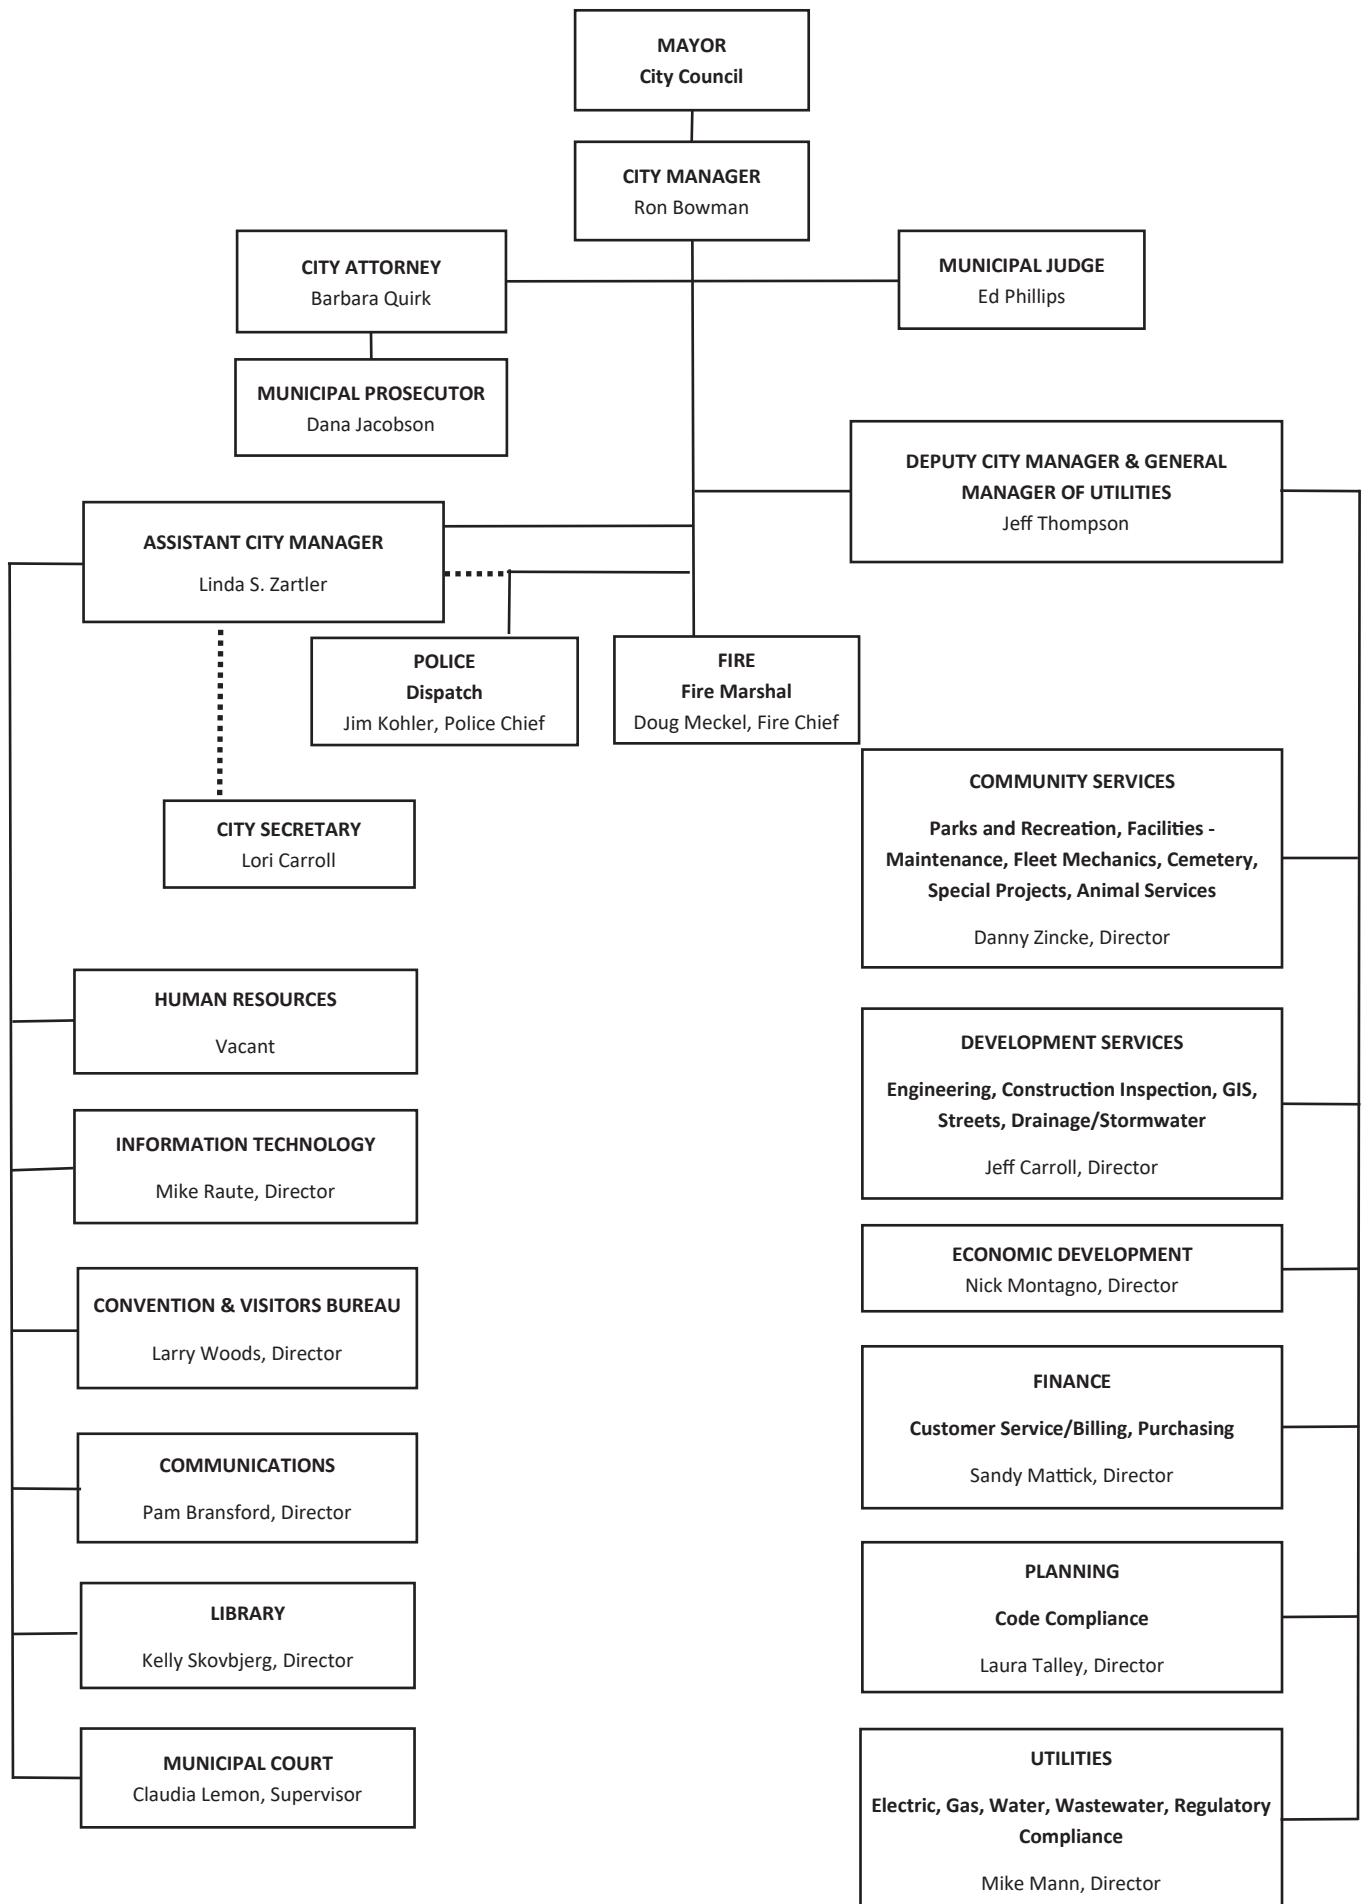 MAYOR
City Council
CITY MANAGER
Ron Bowman
CITY ATTORNEY
Barbara Quirk
MUNICIPAL JUDGE
Ed Phillips
MUNICIPAL PROSECUTOR
Dana Jacobson
DEPUTY CITY MANAGER & GENERAL
MANAGER OF UTILITIES
Jeff Thompson
ASSISTANT CITY MANAGER
Linda S. Zartler
POLICE
Dispatch
Jim Kohler, Police Chief
FIRE
Fire Marshal
Doug Meckel, Fire Chief
CITY SECRETARY
Lori Carroll
COMMUNITY SERVICES
Parks and Recreation, Facilities -
Maintenance, Fleet Mechanics, Cemetery,
Special Projects, Animal Services
Danny Zincke, Director
HUMAN RESOURCES
Vacant
DEVELOPMENT SERVICES
Engineering, Construction Inspection, GIS,
Streets, Drainage/Stormwater
Jeff Carroll, Director
INFORMATION TECHNOLOGY
Mike Raute, Director
ECONOMIC DEVELOPMENT
Nick Montagno, Director
CONVENTION & VISITORS BUREAU
Larry Woods, Director
FINANCE
Customer Service/Billing, Purchasing
Sandy Mattick, Director
COMMUNICATIONS
Pam Bransford, Director
PLANNING
Code Compliance
Laura Talley, Director
LIBRARY
Kelly Skovbjerg, Director
MUNICIPAL COURT
Claudia Lemon, Supervisor
UTILITIES
Electric, Gas, Water, Wastewater, Regulatory
Compliance
Mike Mann, Director